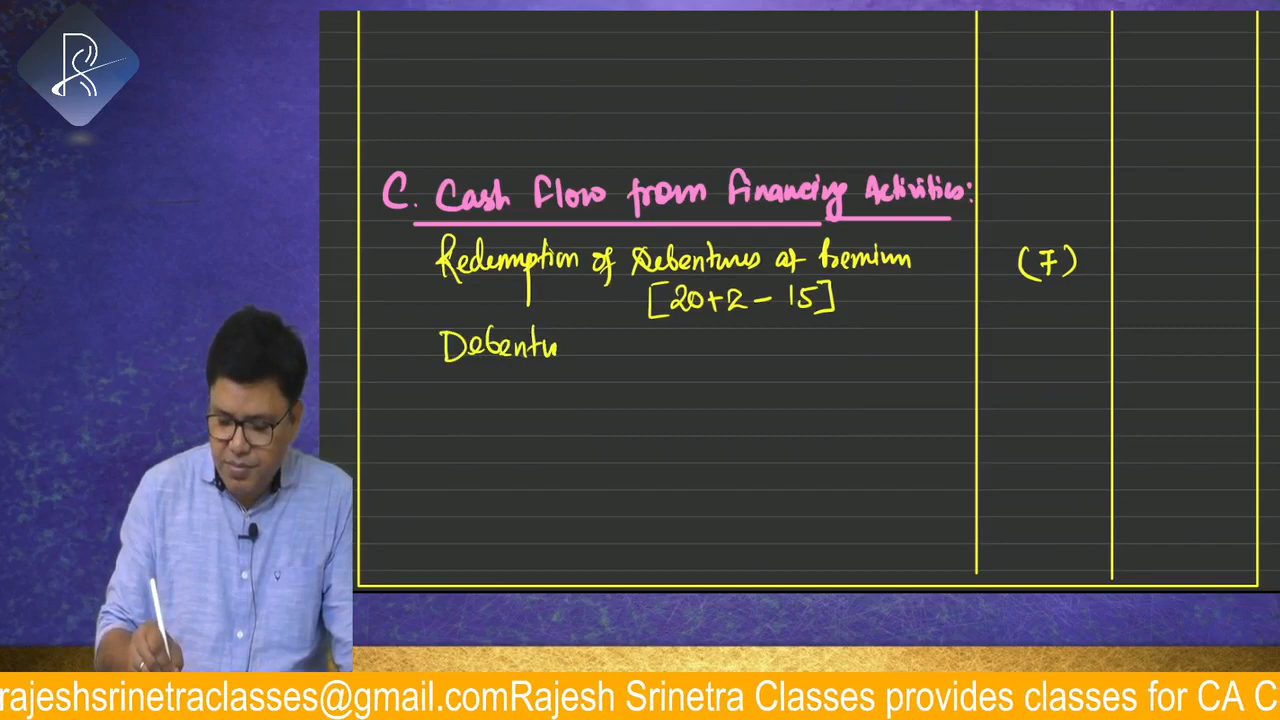 RS
C. Cash Flow from Financing Activities:
Redemption of Debentures at Premium (7)
[20+2-15]
Debentu
rajeshsrinetraclasses@gmail.comRajesh Srinetra Classes provides classes for CA C